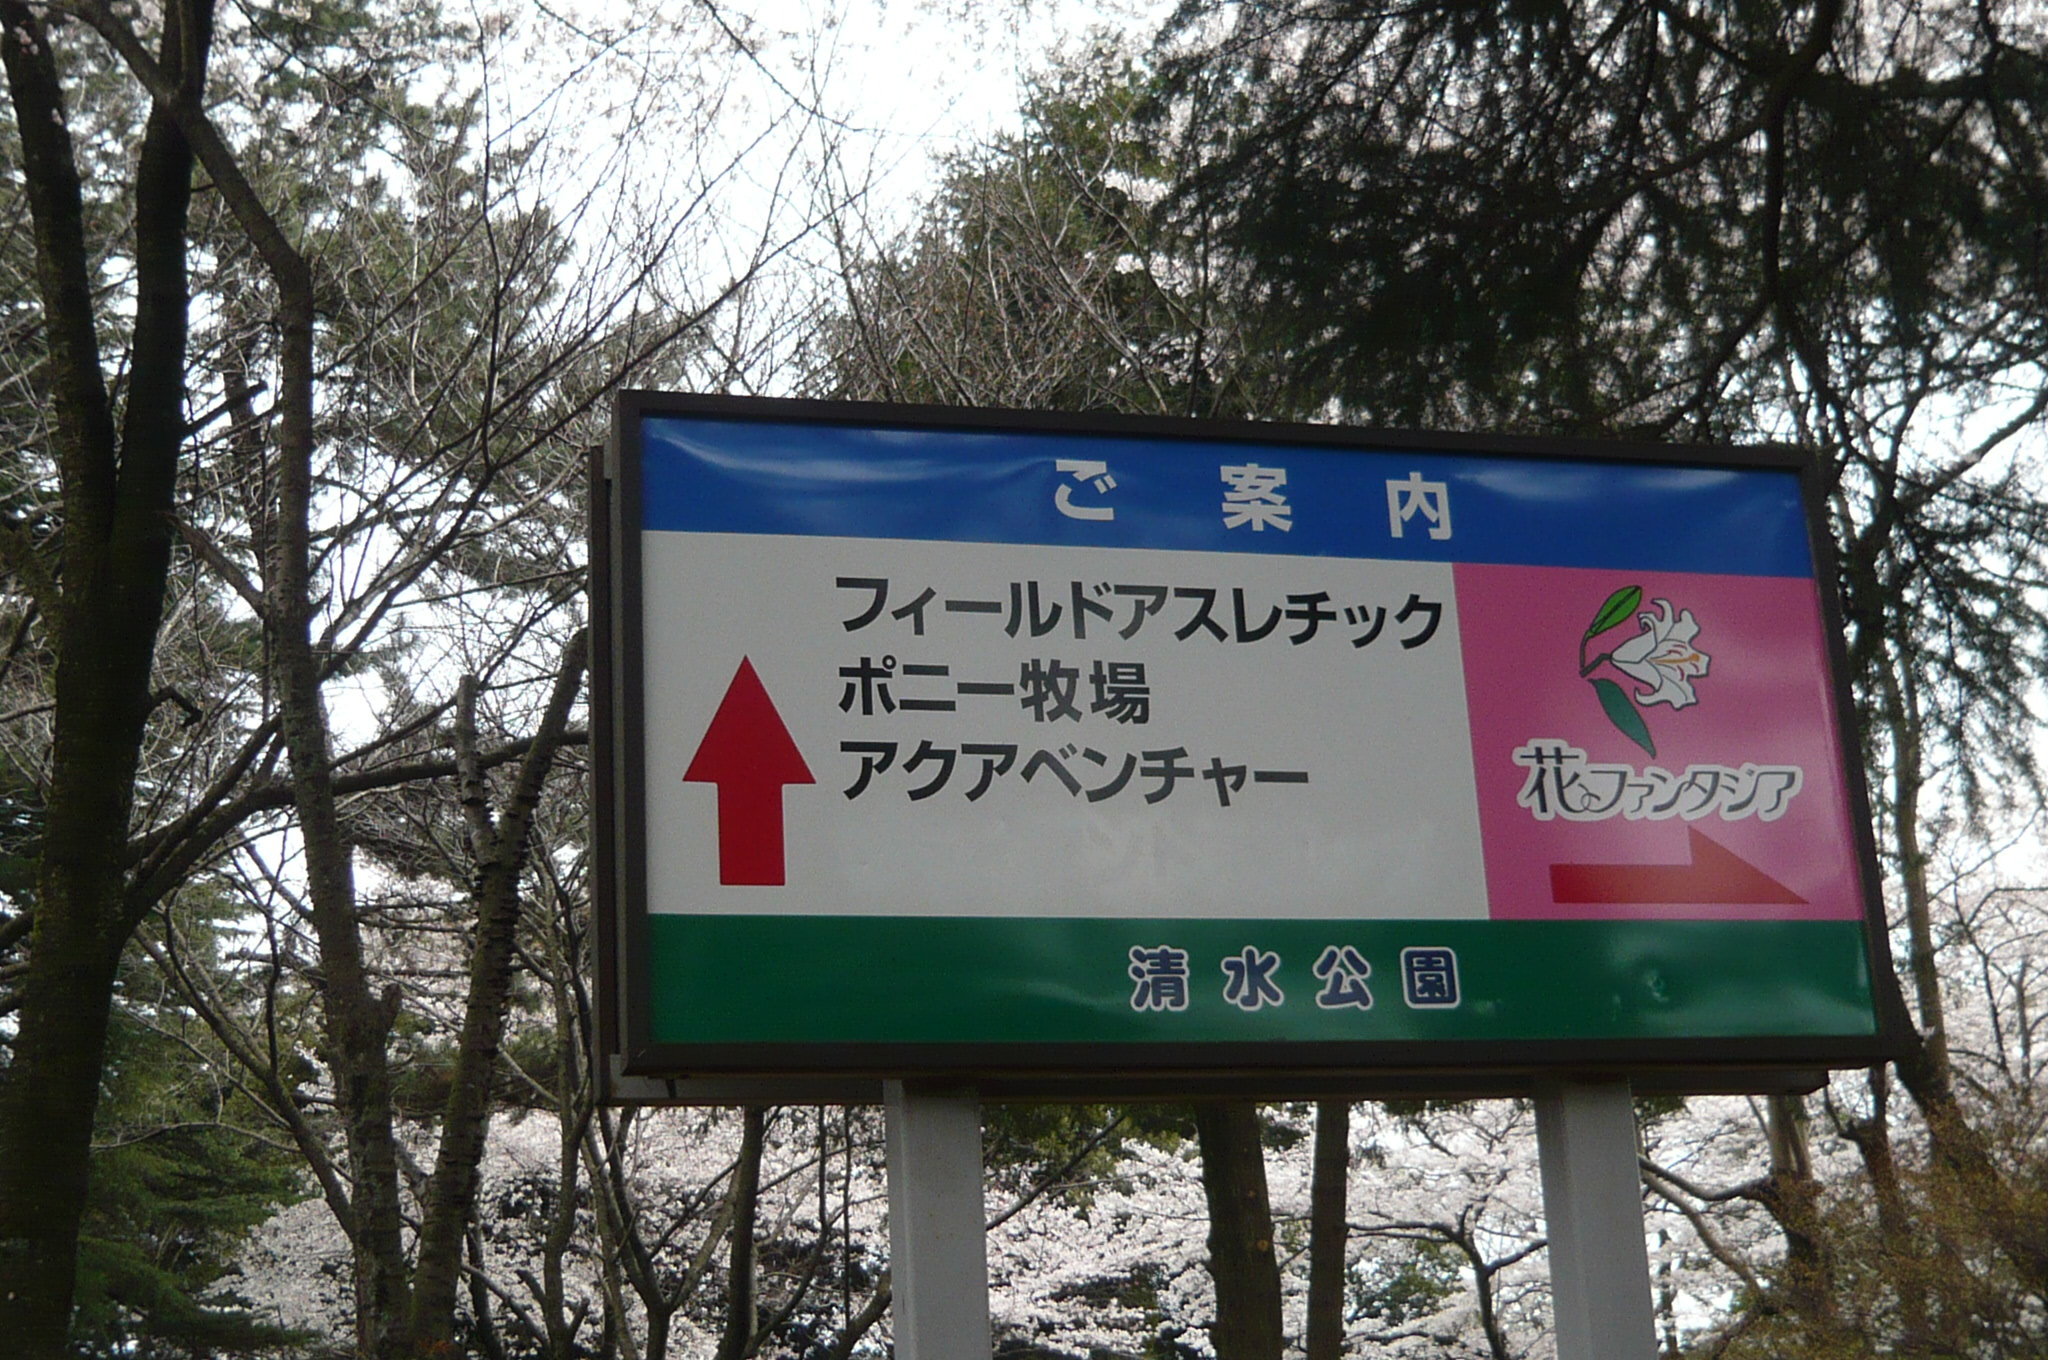 ご案内
フィールドアスレチック
ポニー牧場
アクアベンチャー
花のファンタジア
清水公園